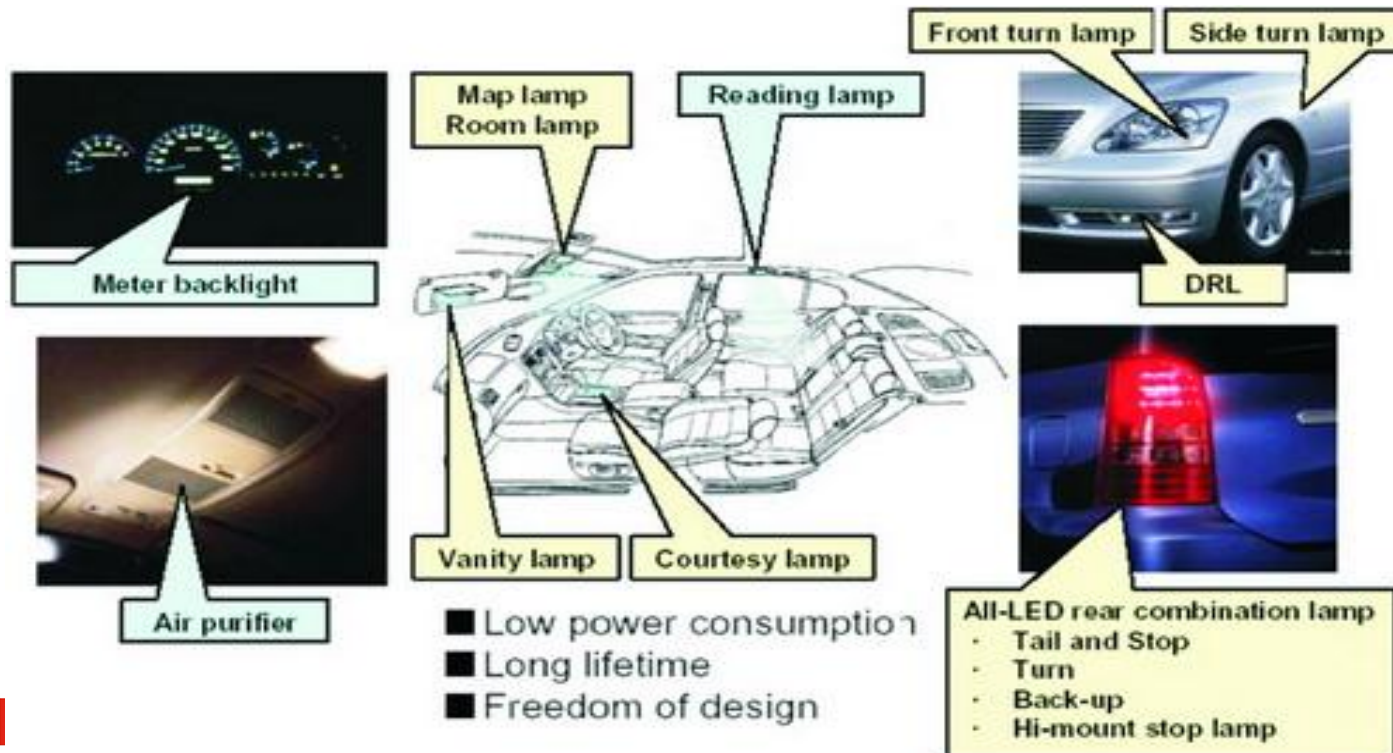 Front turn lamp
Side turn lamp
Map lamp
Room lamp
Reading lamp
Meter backlight
DRL
Vanity lamp
Courtesy lamp
Air purifier
All-LED rear combination lamp
· Tail and Stop
· Turn
· Back-up
· Hi-mount stop lamp
■ Low power consumption
■ Long lifetime
■ Freedom of design